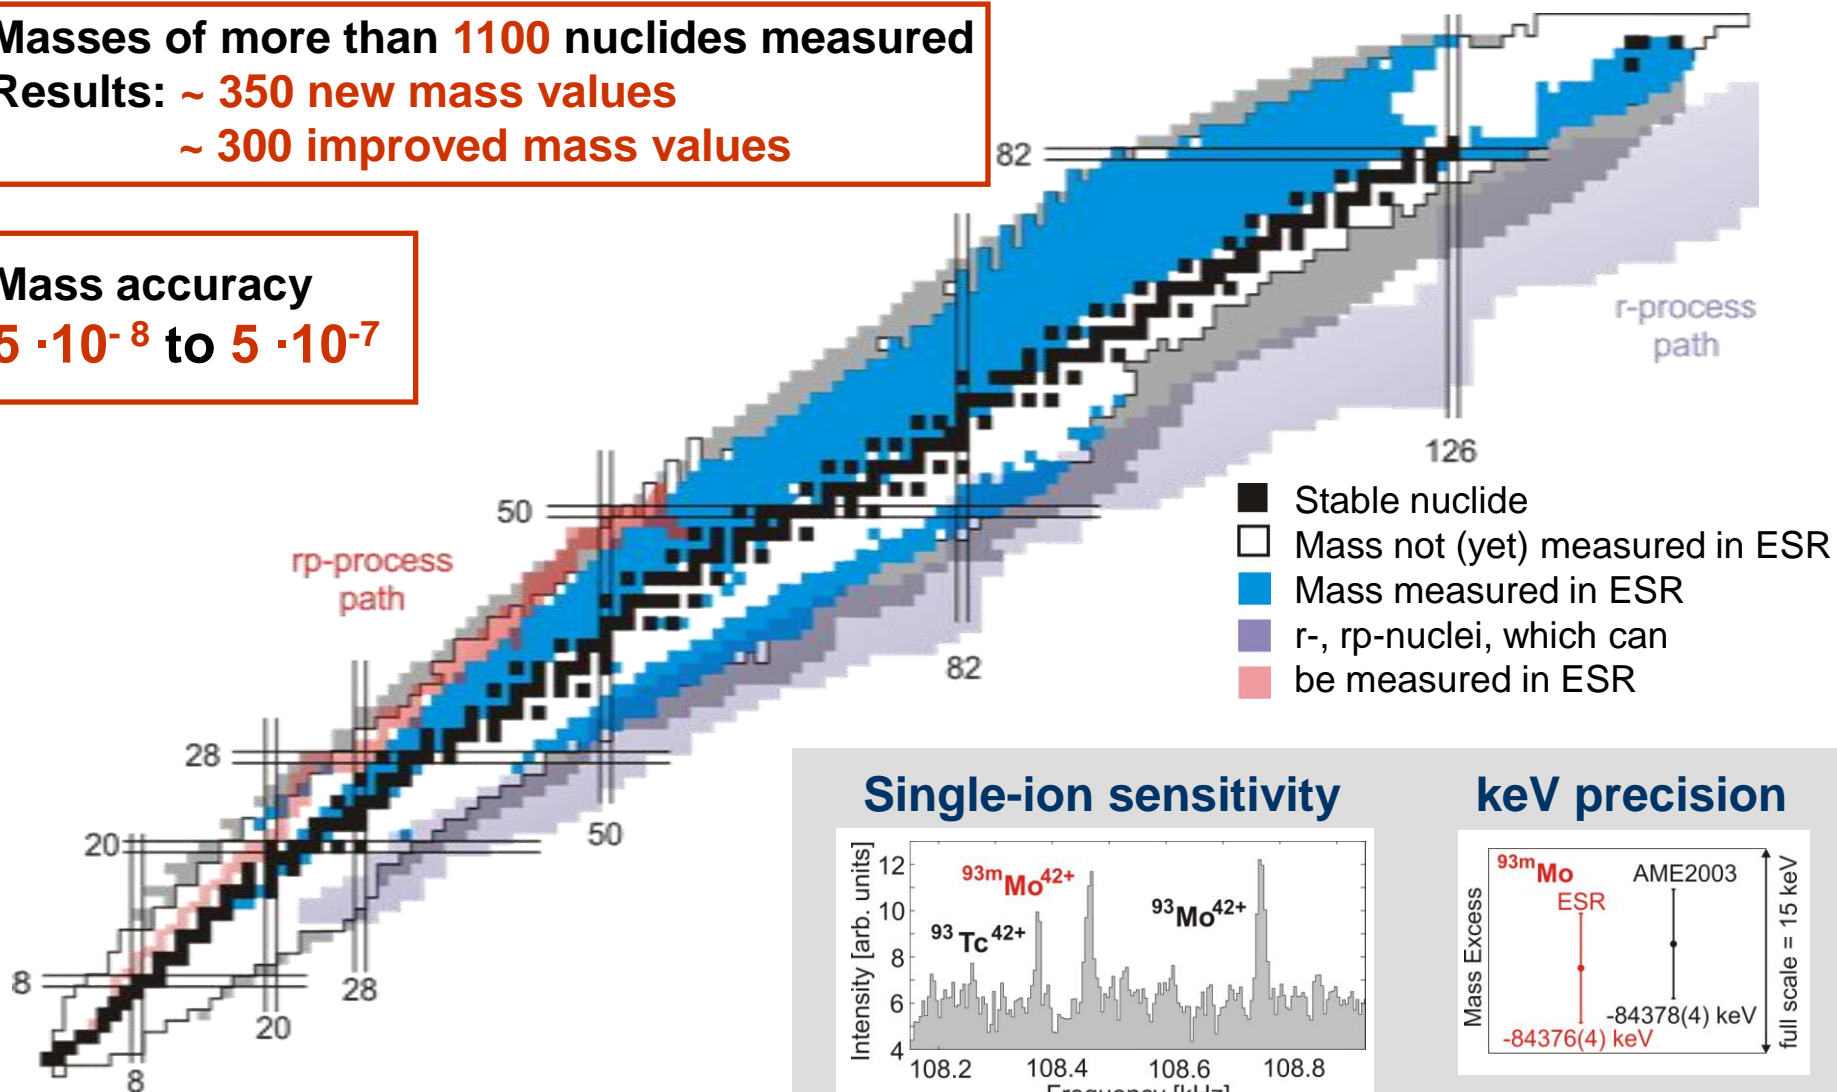 Masses of more than 1100 nuclides measured
Results: ~ 350 new mass values
~ 300 improved mass values
Mass accuracy
5 ·10⁻⁸ to 5 ·10⁻⁷
82
r-process
path
126
50
rp-process
path
82
28
50
20
28
20
8
8
Stable nuclide
Mass not (yet) measured in ESR
Mass measured in ESR
r-, rp-nuclei, which can
be measured in ESR
Single-ion sensitivity
Intensity [arb. units]
12
10
8
6
4
⁹³Tc⁴²⁺
⁹³ᵐMo⁴²⁺
⁹³Mo⁴²⁺
108.2 108.4 108.6 108.8
Frequency [kHz]
keV precision
Mass Excess
⁹³ᵐMo
ESR
AME2003
-84378(4) keV
-84376(4) keV
full scale = 15 keV